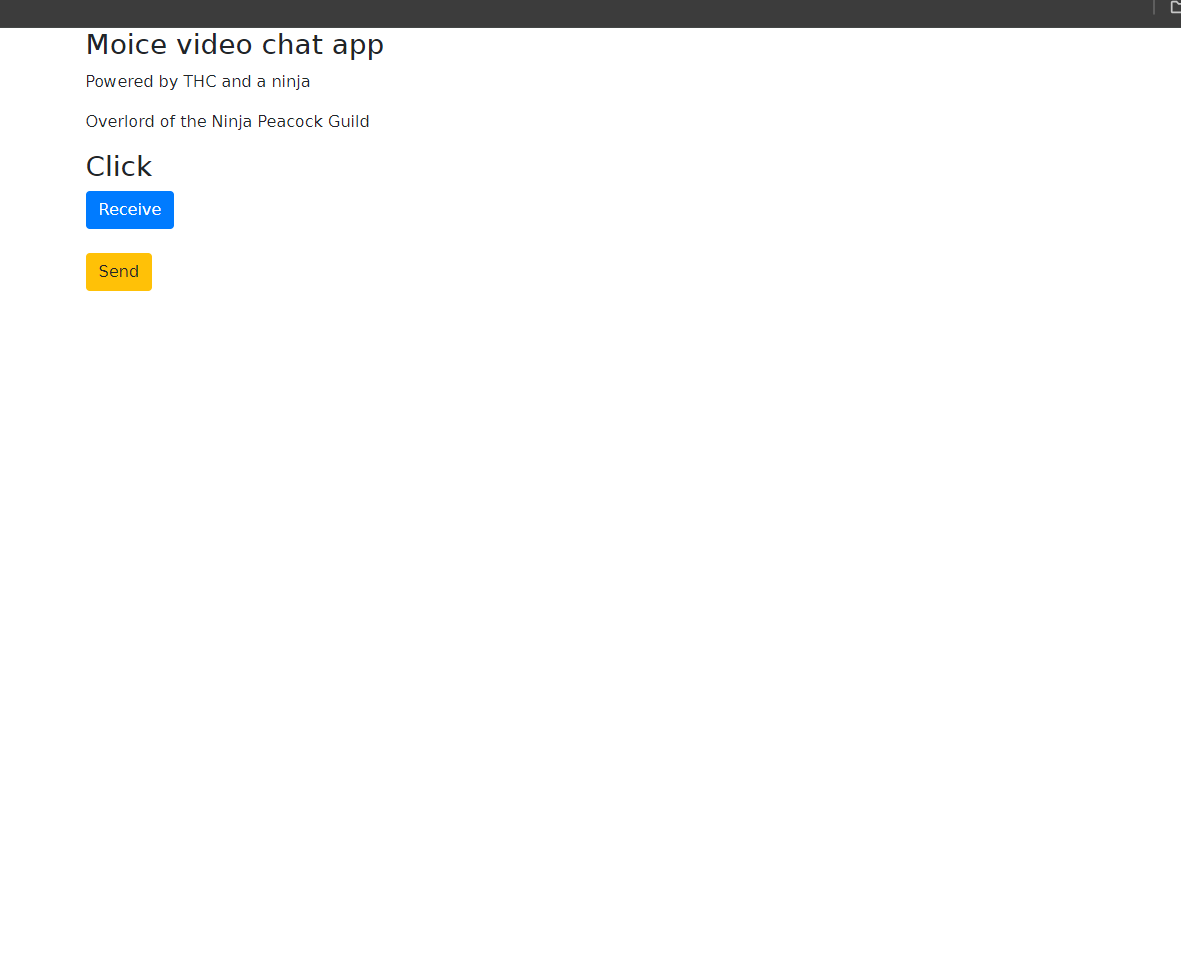 Moice video chat app
Powered by THC and a ninja
Overlord of the Ninja Peacock Guild
Click
Receive
Send